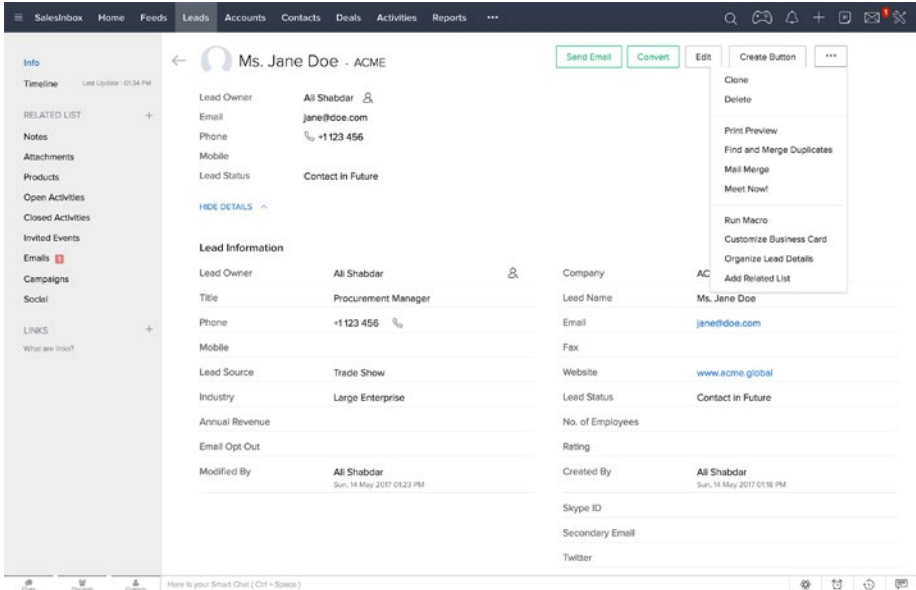 SalesInbox Home Feeds Leads Accounts Contacts Deals Activities Reports •••
Info
Timeline Last Update : 01:34 PM
RELATED LIST +
Notes
Attachments
Products
Open Activities
Closed Activities
Invited Events
Emails 1
Campaigns
Social
LINKS +
What are links?
Ms. Jane Doe - ACME
Send Email Convert Edit Create Button •••
Lead Owner Ali Shabdar
Email jane@doe.com
Phone +1 123 456
Mobile
Lead Status Contact in Future
HIDE DETAILS
Clone
Delete
Print Preview
Find and Merge Duplicates
Mail Merge
Meet Now!
Run Macro
Customize Business Card
Organize Lead Details
Add Related List
Lead Information
Lead Owner Ali Shabdar Company AC
Title Procurement Manager Lead Name Ms. Jane Doe
Phone +1 123 456 Email jane@doe.com
Mobile Fax
Lead Source Trade Show Website www.acme.global
Industry Large Enterprise Lead Status Contact in Future
Annual Revenue No. of Employees
Email Opt Out Rating
Modified By Ali Shabdar Created By Ali Shabdar
Sun, 14 May 2017 01:23 PM Sun, 14 May 2017 01:18 PM
Skype ID
Secondary Email
Twitter
Here is your Smart Chat ( Ctrl + Space )